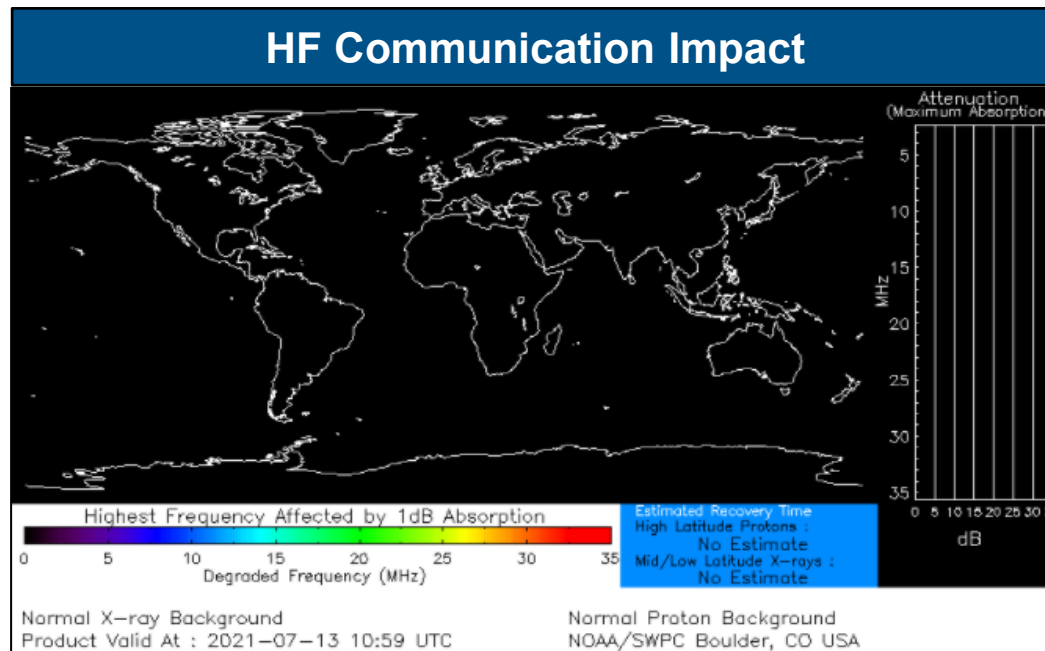 HF Communication Impact
Attenuation
(Maximum Absorption)
5
10
15
20
25
30
35
MHz
0 5 10 15 20 25 30
dB
Highest Frequency Affected by 1dB Absorption
0 5 10 15 20 25 30 35
Degraded Frequency (MHz)
Estimated Recovery Time
High Latitude Protons :
No Estimate
Mid/Low Latitude X-rays :
No Estimate
Normal X-ray Background
Product Valid At : 2021-07-13 10:59 UTC
Normal Proton Background
NOAA/SWPC Boulder, CO USA